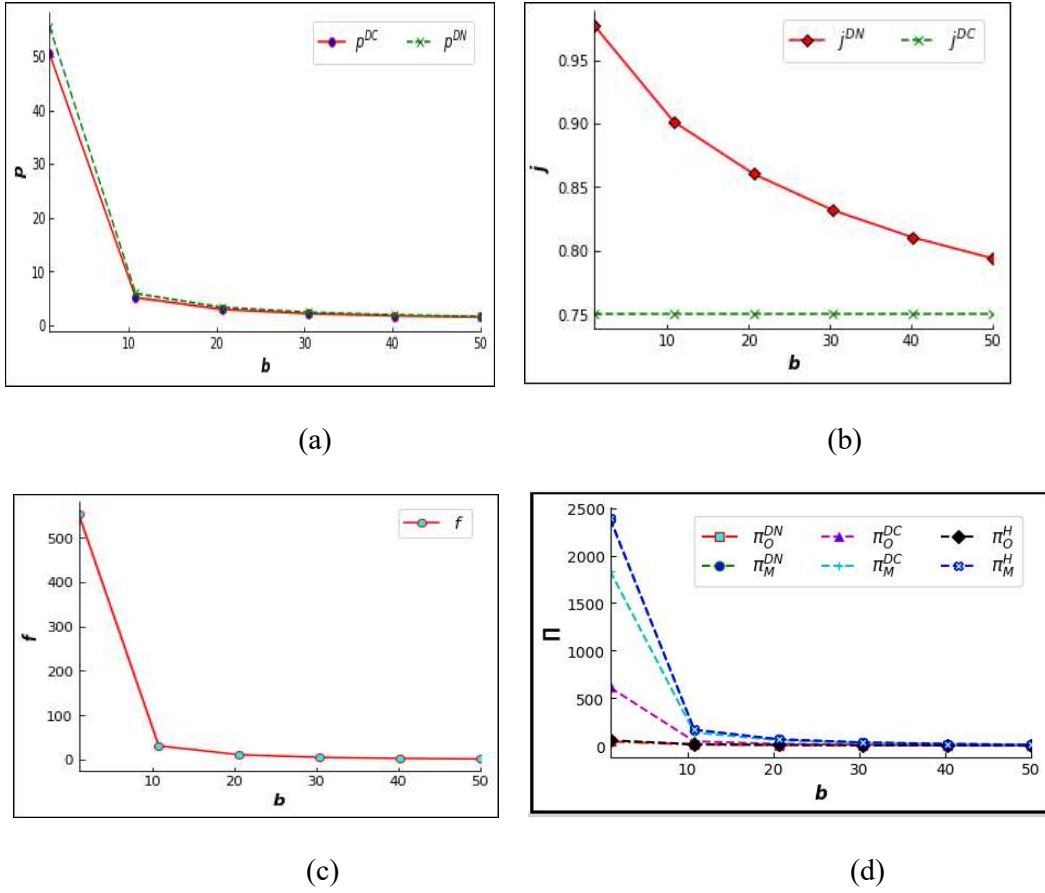 p^{DC} p^{DN}
50
40
30
20
10
0
P
10 20 30 40 50
b
(a)
j^{DN} j^{DC}
0.95
0.90
0.85
0.80
0.75
j
10 20 30 40 50
b
(b)
f
500
400
300
200
100
0
f
10 20 30 40 50
b
(c)
π_O^{DN} π_O^{DC} π_O^H
π_M^{DN} π_M^{DC} π_M^H
2500
2000
1500
1000
500
0
Π
10 20 30 40 50
b
(d)